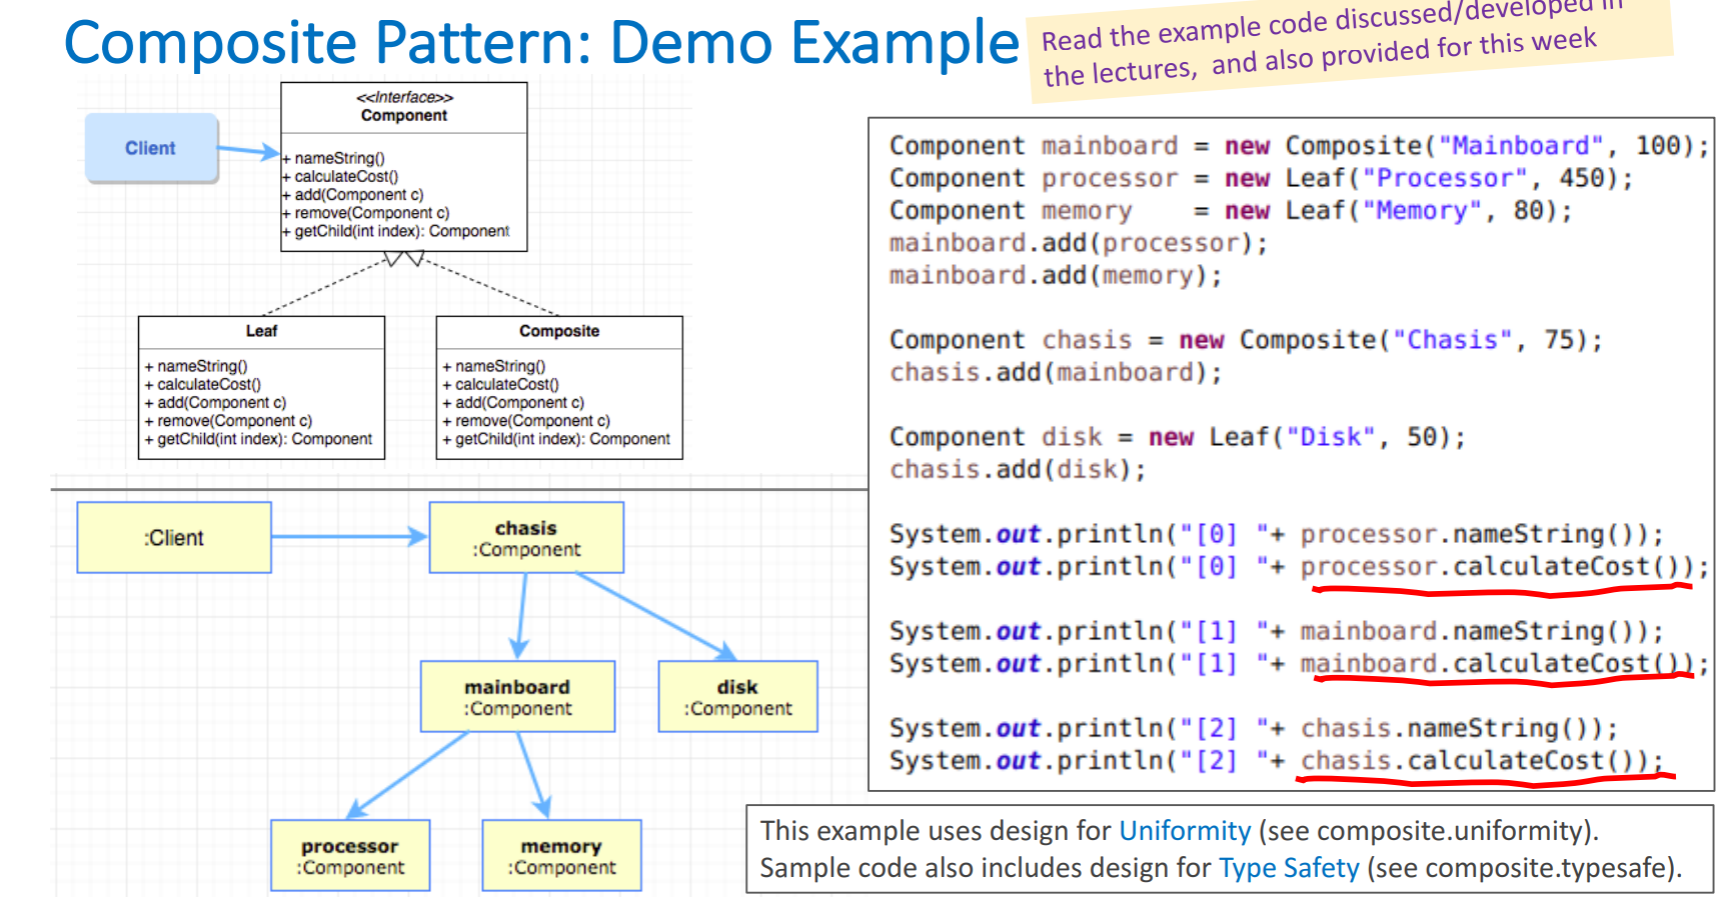 Composite Pattern: Demo Example
Read the example code discussed/developed in
the lectures, and also provided for this week
<<Interface>>
Component
Client
+ nameString()
+ calculateCost()
+ add(Component c)
+ remove(Component c)
+ getChild(int index): Component
Leaf
+ nameString()
+ calculateCost()
+ add(Component c)
+ remove(Component c)
+ getChild(int index): Component
Composite
+ nameString()
+ calculateCost()
+ add(Component c)
+ remove(Component c)
+ getChild(int index): Component
:Client
chasis
:Component
mainboard
:Component
disk
:Component
processor
:Component
memory
:Component
Component mainboard = new Composite("Mainboard", 100);
Component processor = new Leaf("Processor", 450);
Component memory    = new Leaf("Memory", 80);
mainboard.add(processor);
mainboard.add(memory);
Component chasis = new Composite("Chasis", 75);
chasis.add(mainboard);
Component disk = new Leaf("Disk", 50);
chasis.add(disk);
System.out.println("[0] "+ processor.nameString());
System.out.println("[0] "+ processor.calculateCost());
System.out.println("[1] "+ mainboard.nameString());
System.out.println("[1] "+ mainboard.calculateCost());
System.out.println("[2] "+ chasis.nameString());
System.out.println("[2] "+ chasis.calculateCost());
This example uses design for Uniformity (see composite.uniformity).
Sample code also includes design for Type Safety (see composite.typesafe).